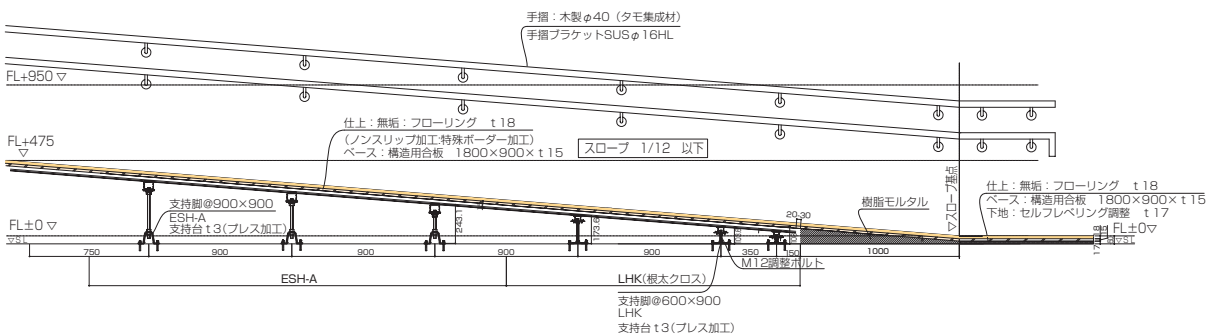 手摺：木製φ40（タモ集成材）
手摺ブラケットSUSφ16HL
FL+950 ▽
仕上：無垢：フローリング　t18
(ノンスリップ加工:特殊ボーダー加工)
ベース：構造用合板　1800×900×t15
スロープ　1/12　以下
FL+475
▽
▽スロープ基点
仕上：無垢：フローリング　t18
ベース：構造用合板　1800×900×t15
下地：セルフレベリング調整　t17
樹脂モルタル
20
30
支持脚@900×900
ESH-A
支持台t3(プレス加工)
243.1
173.6
FL±0 ▽
▽S L
FL±0▽
▽S L
M12調整ボルト
750
900
900
900
900
350
150
1000
ESH-A
LHK(根太クロス)
支持脚@600×900
LHK
支持台t3(プレス加工)